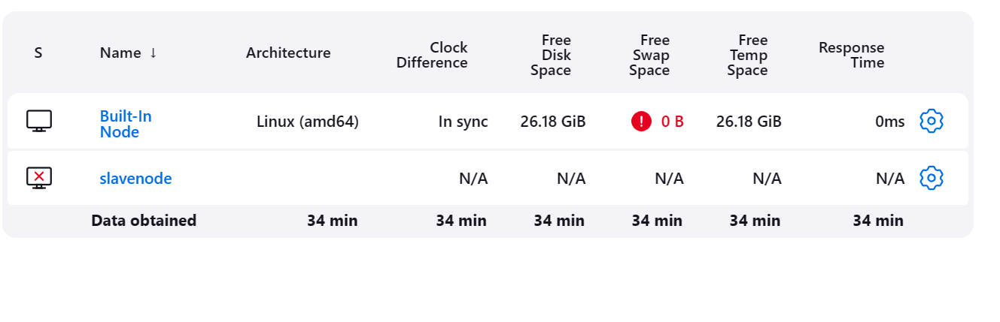 S Name ↓ Architecture Clock Difference Free Disk Space Free Swap Space Free Temp Space Response Time
Built-In Node Linux (amd64) In sync 26.18 GiB ! 0 B 26.18 GiB 0ms
slavenode N/A N/A N/A N/A N/A
Data obtained 34 min 34 min 34 min 34 min 34 min 34 min